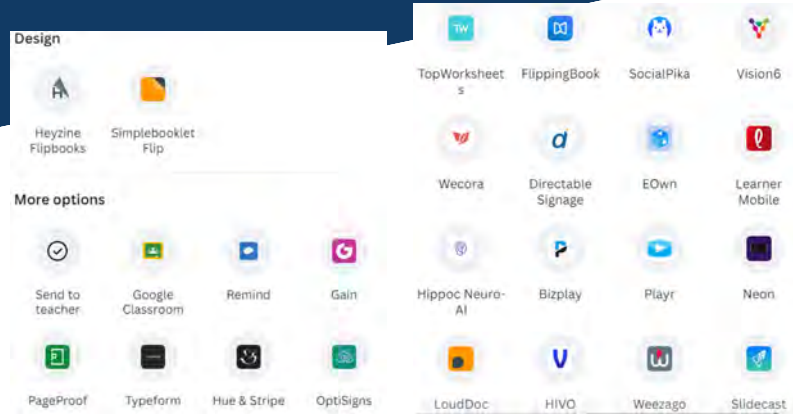 Design
Heyzine
Flipbooks
Simplebooklet
Flip
More options
Send to
teacher
Google
Classroom
Remind
Gain
PageProof
Typeform
Hue & Stripe
OptiSigns
TW
TopWorksheet
s
FlippingBook
SocialPika
Vision6
Wecora
Directable
Signage
EOwn
Learner
Mobile
Hippoc Neuro-
AI
Bizplay
Playr
Neon
LoudDoc
HIVO
Weezago
Slidecast